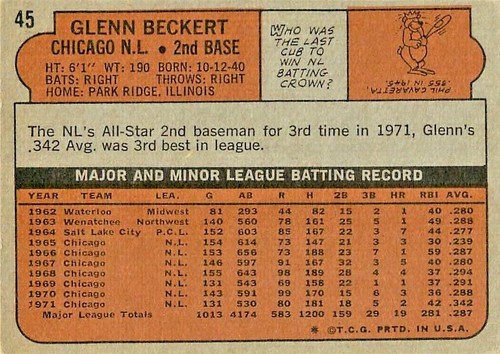 45
GLENN BECKERT
CHICAGO N.L. • 2nd BASE
HT: 6'1" WT: 190 BORN: 10-12-40
BATS: RIGHT THROWS: RIGHT
HOME: PARK RIDGE, ILLINOIS
WHO WAS
THE LAST
CUB TO
WIN NL
BATTING
CROWN?
PHIL CAVARETTA,
.355 IN 1945.
The NL's All-Star 2nd baseman for 3rd time in 1971, Glenn's
.342 Avg. was 3rd best in league.
MAJOR AND MINOR LEAGUE BATTING RECORD
YEAR TEAM LEA. G AB R H 2B 3B HR RBI AVG.
1962 Waterloo Midwest 81 293 44 82 15 2 1 40 .280
1963 Wenatchee Northwest 140 560 78 161 25 5 1 49 .288
1964 Salt Lake City P.C.L. 152 603 85 167 22 3 7 44 .277
1965 Chicago N.L. 154 614 73 147 21 3 3 30 .239
1966 Chicago N.L. 153 656 73 188 23 7 1 59 .287
1967 Chicago N.L. 146 597 91 167 32 3 5 40 .280
1968 Chicago N.L. 155 643 98 189 28 4 4 37 .294
1969 Chicago N.L. 131 543 69 158 22 1 1 37 .291
1970 Chicago N.L. 143 591 99 170 15 6 3 36 .288
1971 Chicago N.L. 131 530 80 181 18 5 2 42 .342
Major League Totals 1013 4174 583 1200 159 29 19 281 .287
* ©T.C.G. PRTD. IN U.S.A.